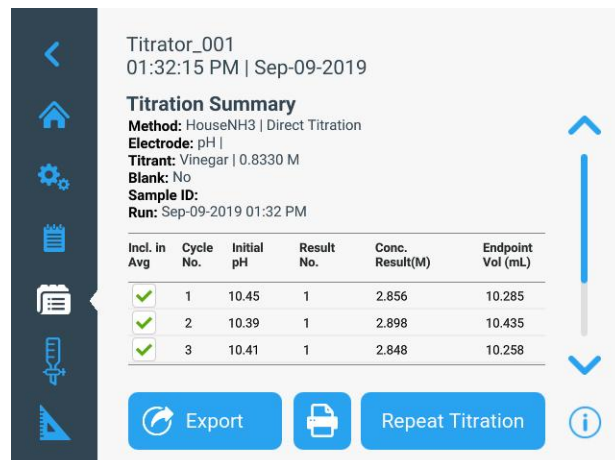 Titrator_001
01:32:15 PM | Sep-09-2019
Titration Summary
Method: HouseNH3 | Direct Titration
Electrode: pH |
Titrant: Vinegar | 0.8330 M
Blank: No
Sample ID:
Run: Sep-09-2019 01:32 PM
Incl. in Avg Cycle No. Initial pH Result No. Conc. Result(M) Endpoint Vol (mL)
1 10.45 1 2.856 10.285
2 10.39 1 2.898 10.435
3 10.41 1 2.848 10.258
Export Repeat Titration